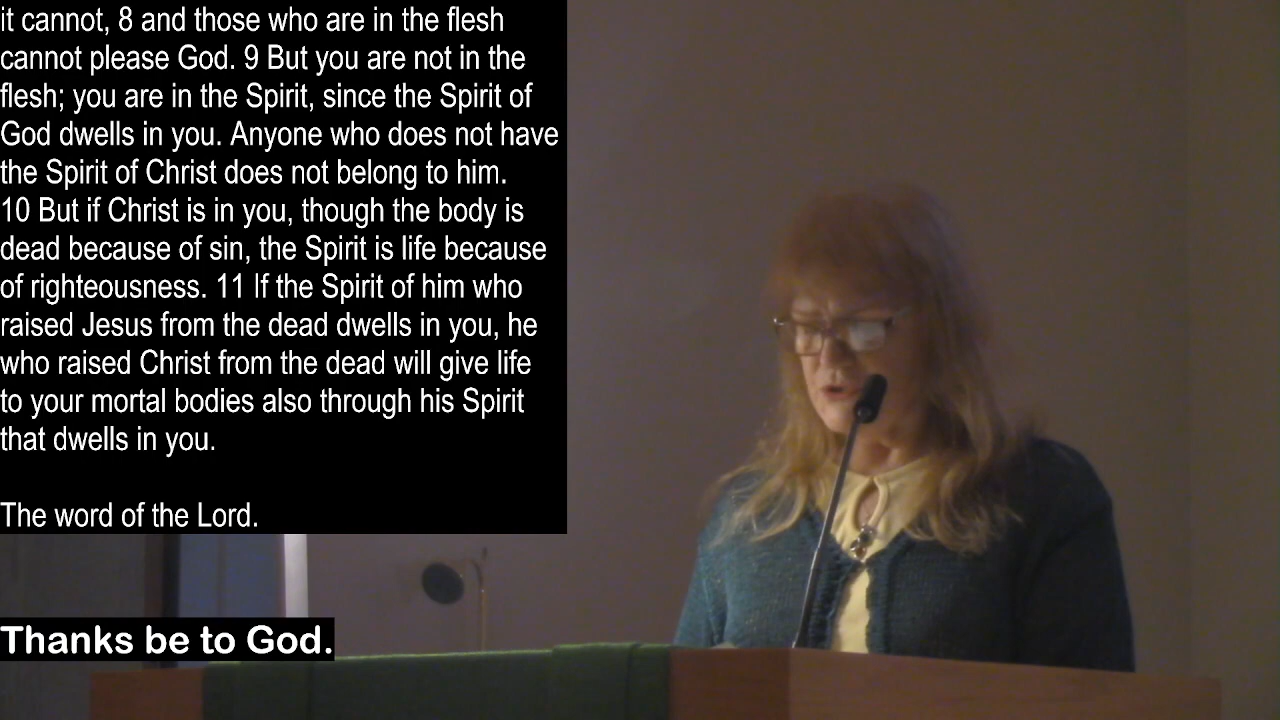 it cannot, 8 and those who are in the flesh
cannot please God. 9 But you are not in the
flesh; you are in the Spirit, since the Spirit of
God dwells in you. Anyone who does not have
the Spirit of Christ does not belong to him.
10 But if Christ is in you, though the body is
dead because of sin, the Spirit is life because
of righteousness. 11 If the Spirit of him who
raised Jesus from the dead dwells in you, he
who raised Christ from the dead will give life
to your mortal bodies also through his Spirit
that dwells in you.
The word of the Lord.
Thanks be to God.